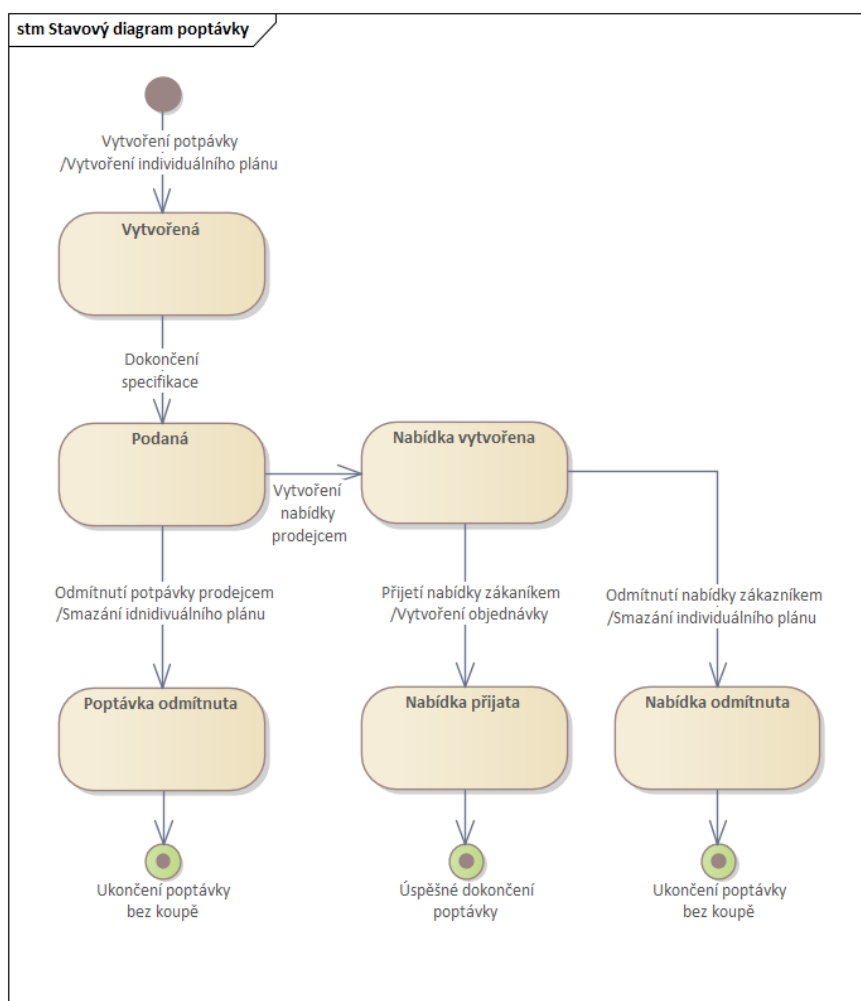 stm Stavový diagram poptávky
Vytvoření potpávky
/Vytvoření individuálního plánu
Vytvořená
Dokončení
specifikace
Podaná
Nabídka vytvořena
Vytvoření
nabídky
prodejcem
Odmítnutí potpávky prodejcem
/Smazání idnidivuálního plánu
Přijetí nabídky zákaníkem
/Vytvoření objednávky
Odmítnutí nabídky zákazníkem
/Smazání individuálního plánu
Poptávka odmítnuta
Nabídka přijata
Nabídka odmítnuta
Ukončení poptávky
bez koupě
Úspěšné dokončení
poptávky
Ukončení poptávky
bez koupě